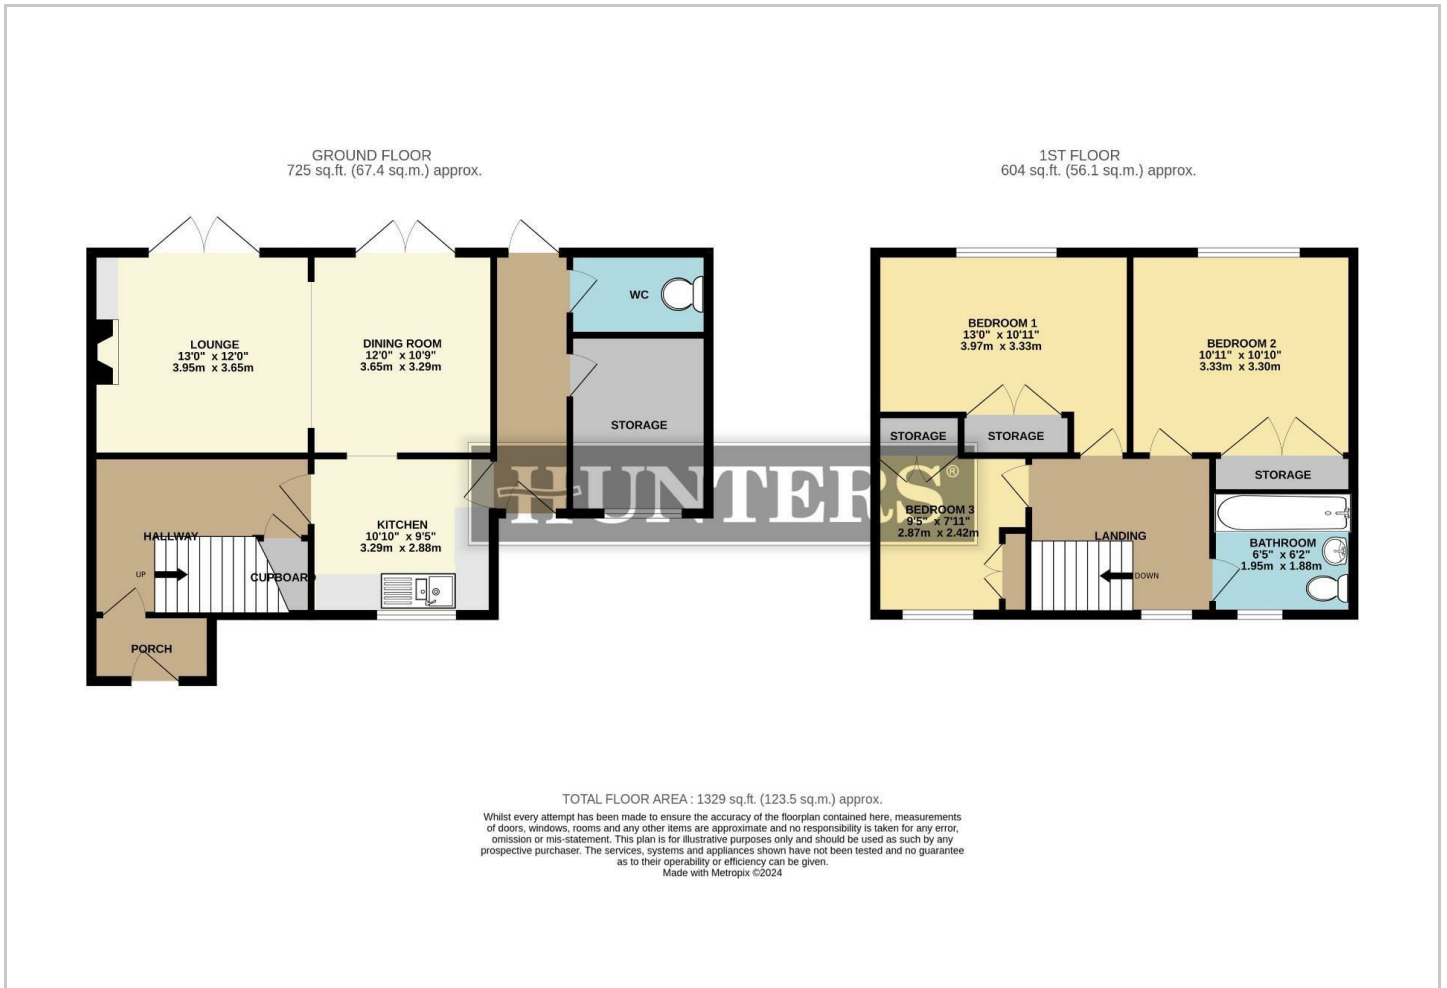 GROUND FLOOR
725 sq.ft. (67.4 sq.m.) approx.
1ST FLOOR
604 sq.ft. (56.1 sq.m.) approx.
LOUNGE
13'0" x 12'0"
3.95m x 3.65m
DINING ROOM
12'0" x 10'9"
3.65m x 3.29m
WC
STORAGE
KITCHEN
10'10" x 9'5"
3.29m x 2.88m
HALLWAY
UP
CUPBOARD
PORCH
BEDROOM 1
13'0" x 10'11"
3.97m x 3.33m
BEDROOM 2
10'11" x 10'10"
3.33m x 3.30m
STORAGE
STORAGE
STORAGE
BEDROOM 3
9'5" x 7'11"
2.87m x 2.42m
LANDING
DOWN
BATHROOM
6'5" x 6'2"
1.95m x 1.88m
HUNTERS®
TOTAL FLOOR AREA : 1329 sq.ft. (123.5 sq.m.) approx.
Whilst every attempt has been made to ensure the accuracy of the floorplan contained here, measurements
of doors, windows, rooms and any other items are approximate and no responsibility is taken for any error,
omission or mis-statement. This plan is for illustrative purposes only and should be used as such by any
prospective purchaser. The services, systems and appliances shown have not been tested and no guarantee
as to their operability or efficiency can be given.
Made with Metropix ©2024